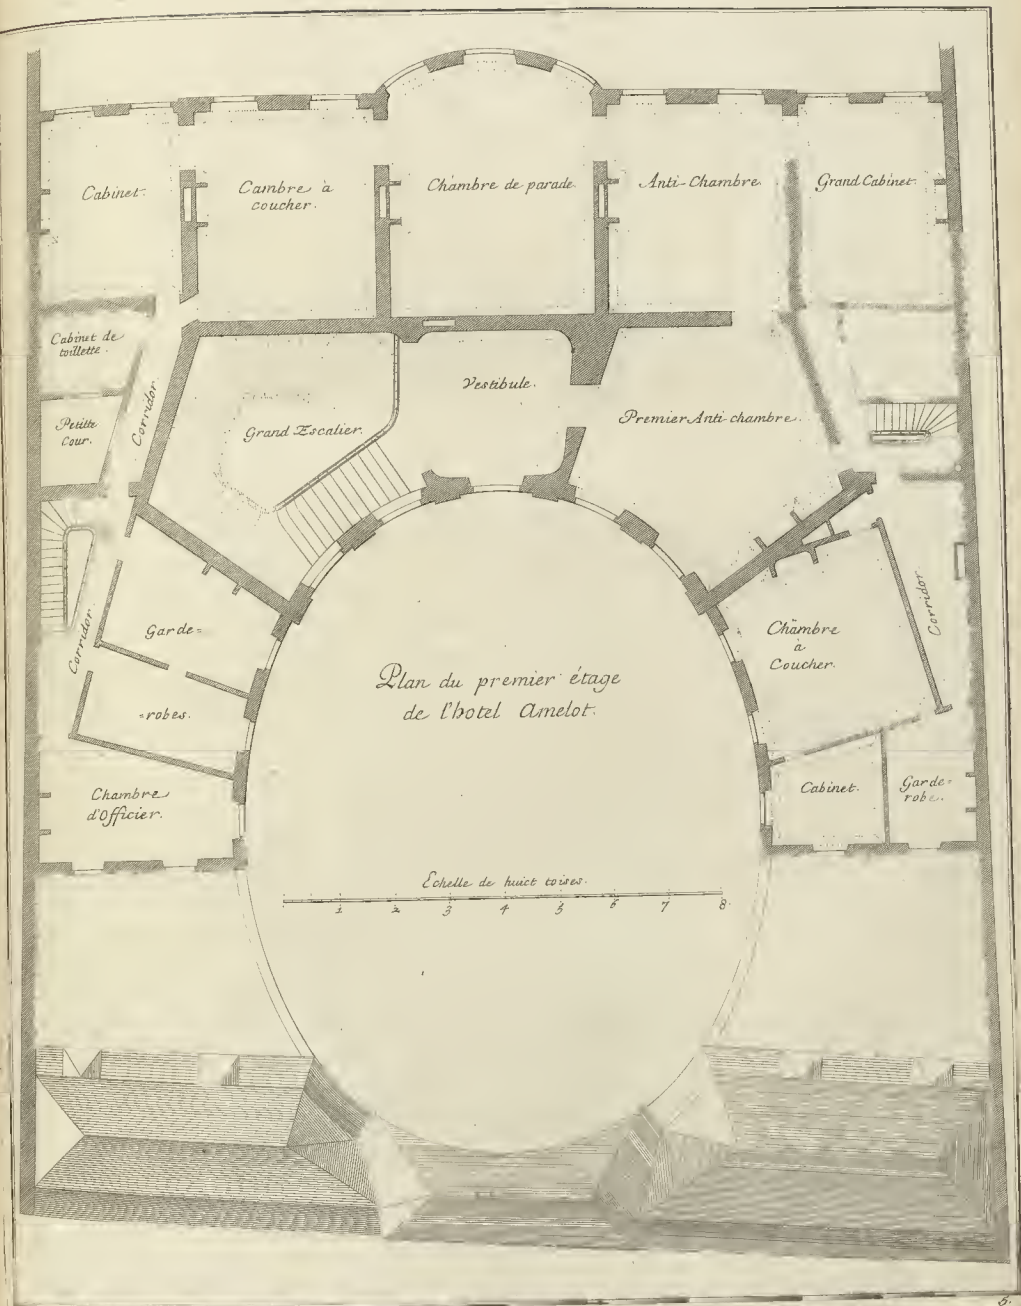 Cabinet.
Cambre à
coucher.
Chambre de parade.
Anti-Chambre.
Grand Cabinet.
Cabinet de
toillette.
Petitte
Cour.
Corridor.
Grand Escalier.
Vestibule.
Premier Anti chambre.
Garde=
=robes.
Corridor
Chambre
d'Officier.
Plan du premier étage
de l'hotel Amelot.
Chambre
à
Coucher.
Corridor
Cabinet.
Garde=
robe.
Echelle de huict toises.
1 2 3 4 5 6 7 8
5.